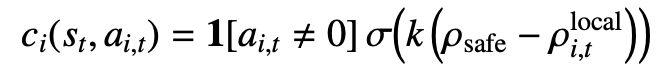 c_i(s_t, a_{i,t}) = 𝟏[a_{i,t} ≠ 0] σ(k(ρ_safe − ρ_{i,t}^{local}))